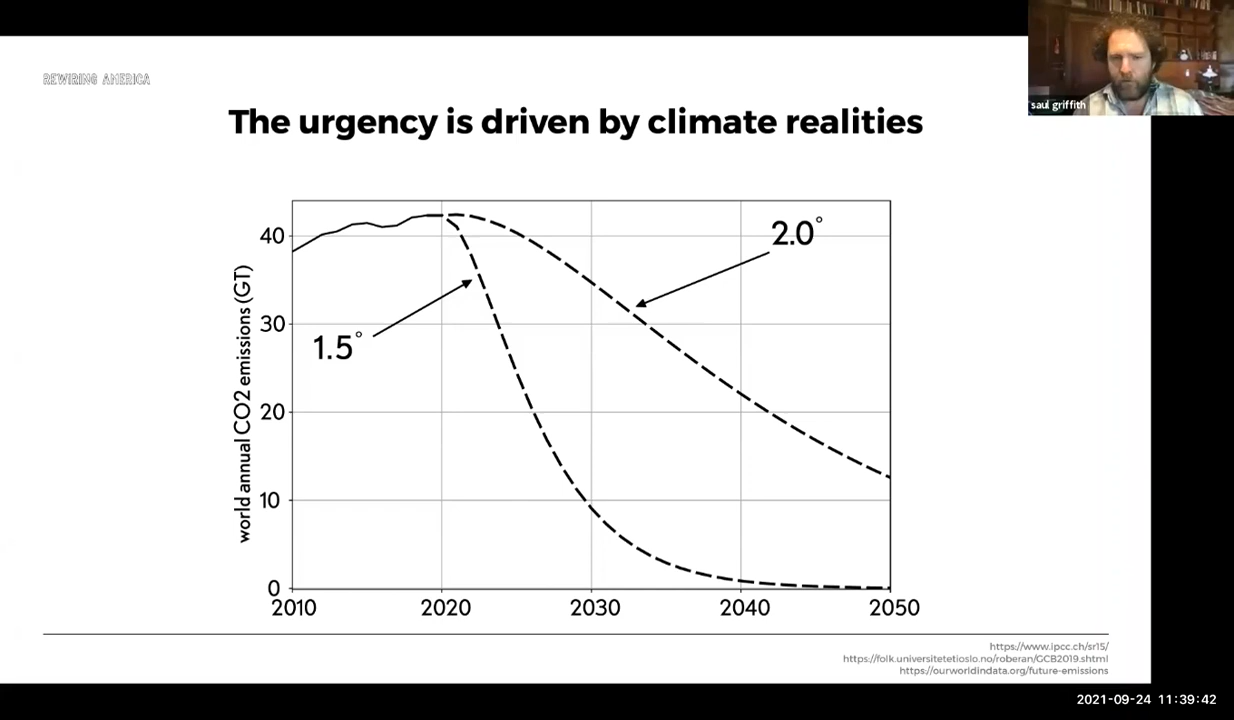 saul griffith
REWIRING AMERICA
The urgency is driven by climate realities
world annual CO2 emissions (GT)
40
30
20
10
0
2010
2020
2030
2040
2050
1.5°
2.0°
https://www.ipcc.ch/sr15/
https://folk.universitetetioslo.no/roberan/GCB2019.shtml
https://ourworldindata.org/future-emissions
2021-09-24 11:39:42